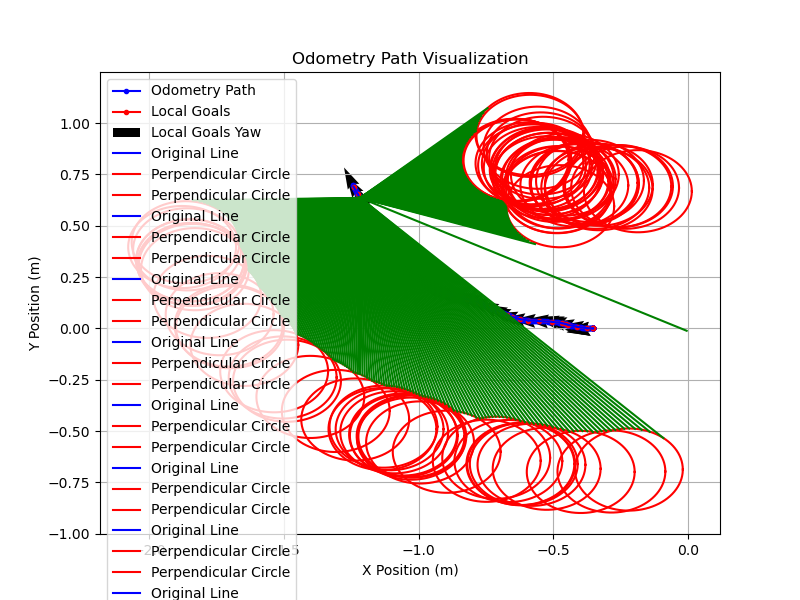 Odometry Path Visualization
Odometry Path
Local Goals
Local Goals Yaw
Original Line
Perpendicular Circle
Perpendicular Circle
Original Line
Perpendicular Circle
Perpendicular Circle
Original Line
Perpendicular Circle
Perpendicular Circle
Original Line
Perpendicular Circle
Perpendicular Circle
Original Line
Perpendicular Circle
Perpendicular Circle
Original Line
Perpendicular Circle
Perpendicular Circle
Original Line
Perpendicular Circle
Perpendicular Circle
Original Line
Y Position (m)
1.00
0.75
0.50
0.25
0.00
−0.25
−0.50
−0.75
−1.00
−1.0
−0.5
0.0
X Position (m)